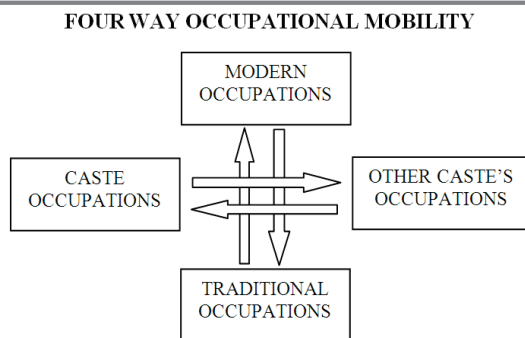 FOUR WAY OCCUPATIONAL MOBILITY
MODERN
OCCUPATIONS
CASTE
OCCUPATIONS
OTHER CASTE'S
OCCUPATIONS
TRADITIONAL
OCCUPATIONS